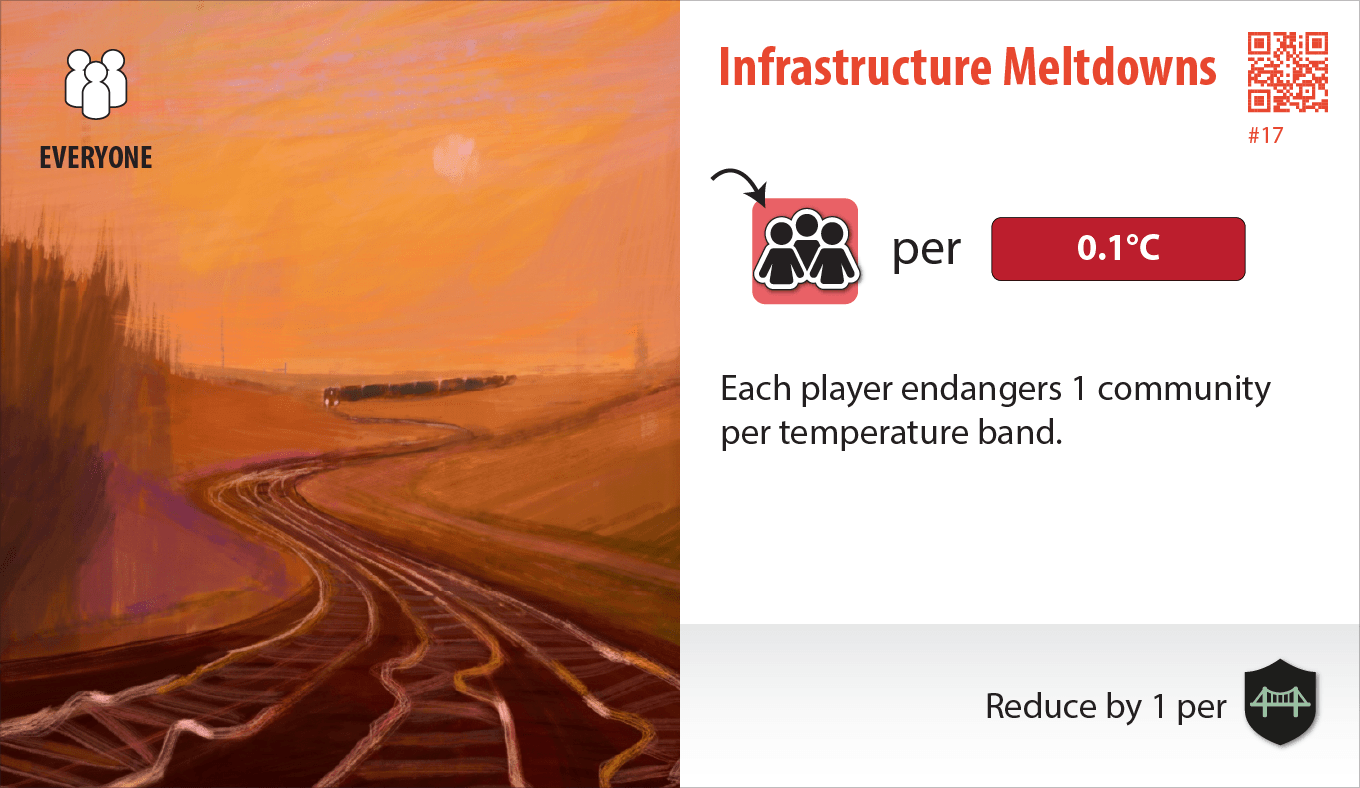 EVERYONE
Infrastructure Meltdowns
#17
per
0.1°C
Each player endangers 1 community
per temperature band.
Reduce by 1 per